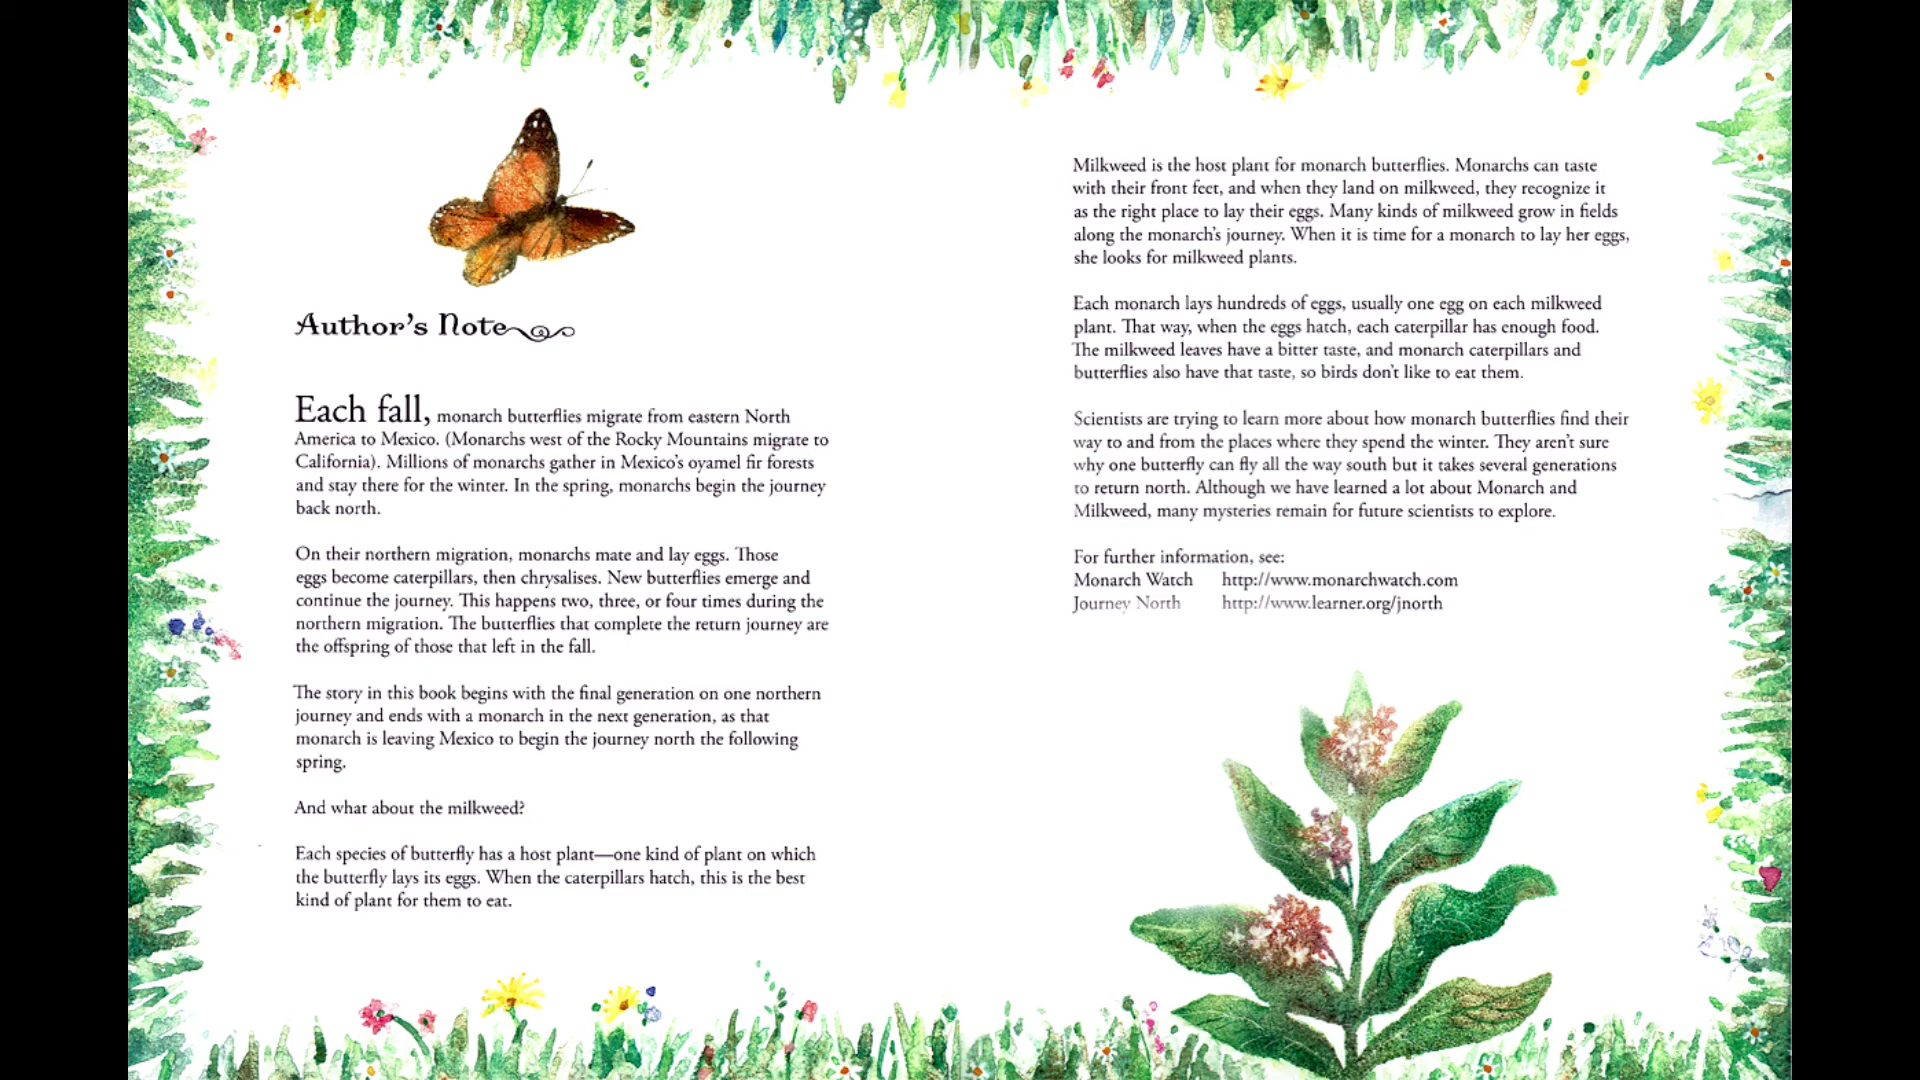 Author's Note
Each fall, monarch butterflies migrate from eastern North
America to Mexico. (Monarchs west of the Rocky Mountains migrate to
California). Millions of monarchs gather in Mexico's oyamel fir forests
and stay there for the winter. In the spring, monarchs begin the journey
back north.
On their northern migration, monarchs mate and lay eggs. Those
eggs become caterpillars, then chrysalises. New butterflies emerge and
continue the journey. This happens two, three, or four times during the
northern migration. The butterflies that complete the return journey are
the offspring of those that left in the fall.
The story in this book begins with the final generation on one northern
journey and ends with a monarch in the next generation, as that
monarch is leaving Mexico to begin the journey north the following
spring.
And what about the milkweed?
Each species of butterfly has a host plant—one kind of plant on which
the butterfly lays its eggs. When the caterpillars hatch, this is the best
kind of plant for them to eat.
Milkweed is the host plant for monarch butterflies. Monarchs can taste
with their front feet, and when they land on milkweed, they recognize it
as the right place to lay their eggs. Many kinds of milkweed grow in fields
along the monarch's journey. When it is time for a monarch to lay her eggs,
she looks for milkweed plants.
Each monarch lays hundreds of eggs, usually one egg on each milkweed
plant. That way, when the eggs hatch, each caterpillar has enough food.
The milkweed leaves have a bitter taste, and monarch caterpillars and
butterflies also have that taste, so birds don't like to eat them.
Scientists are trying to learn more about how monarch butterflies find their
way to and from the places where they spend the winter. They aren't sure
why one butterfly can fly all the way south but it takes several generations
to return north. Although we have learned a lot about Monarch and
Milkweed, many mysteries remain for future scientists to explore.
For further information, see:
Monarch Watch http://www.monarchwatch.com
Journey North http://www.learner.org/jnorth